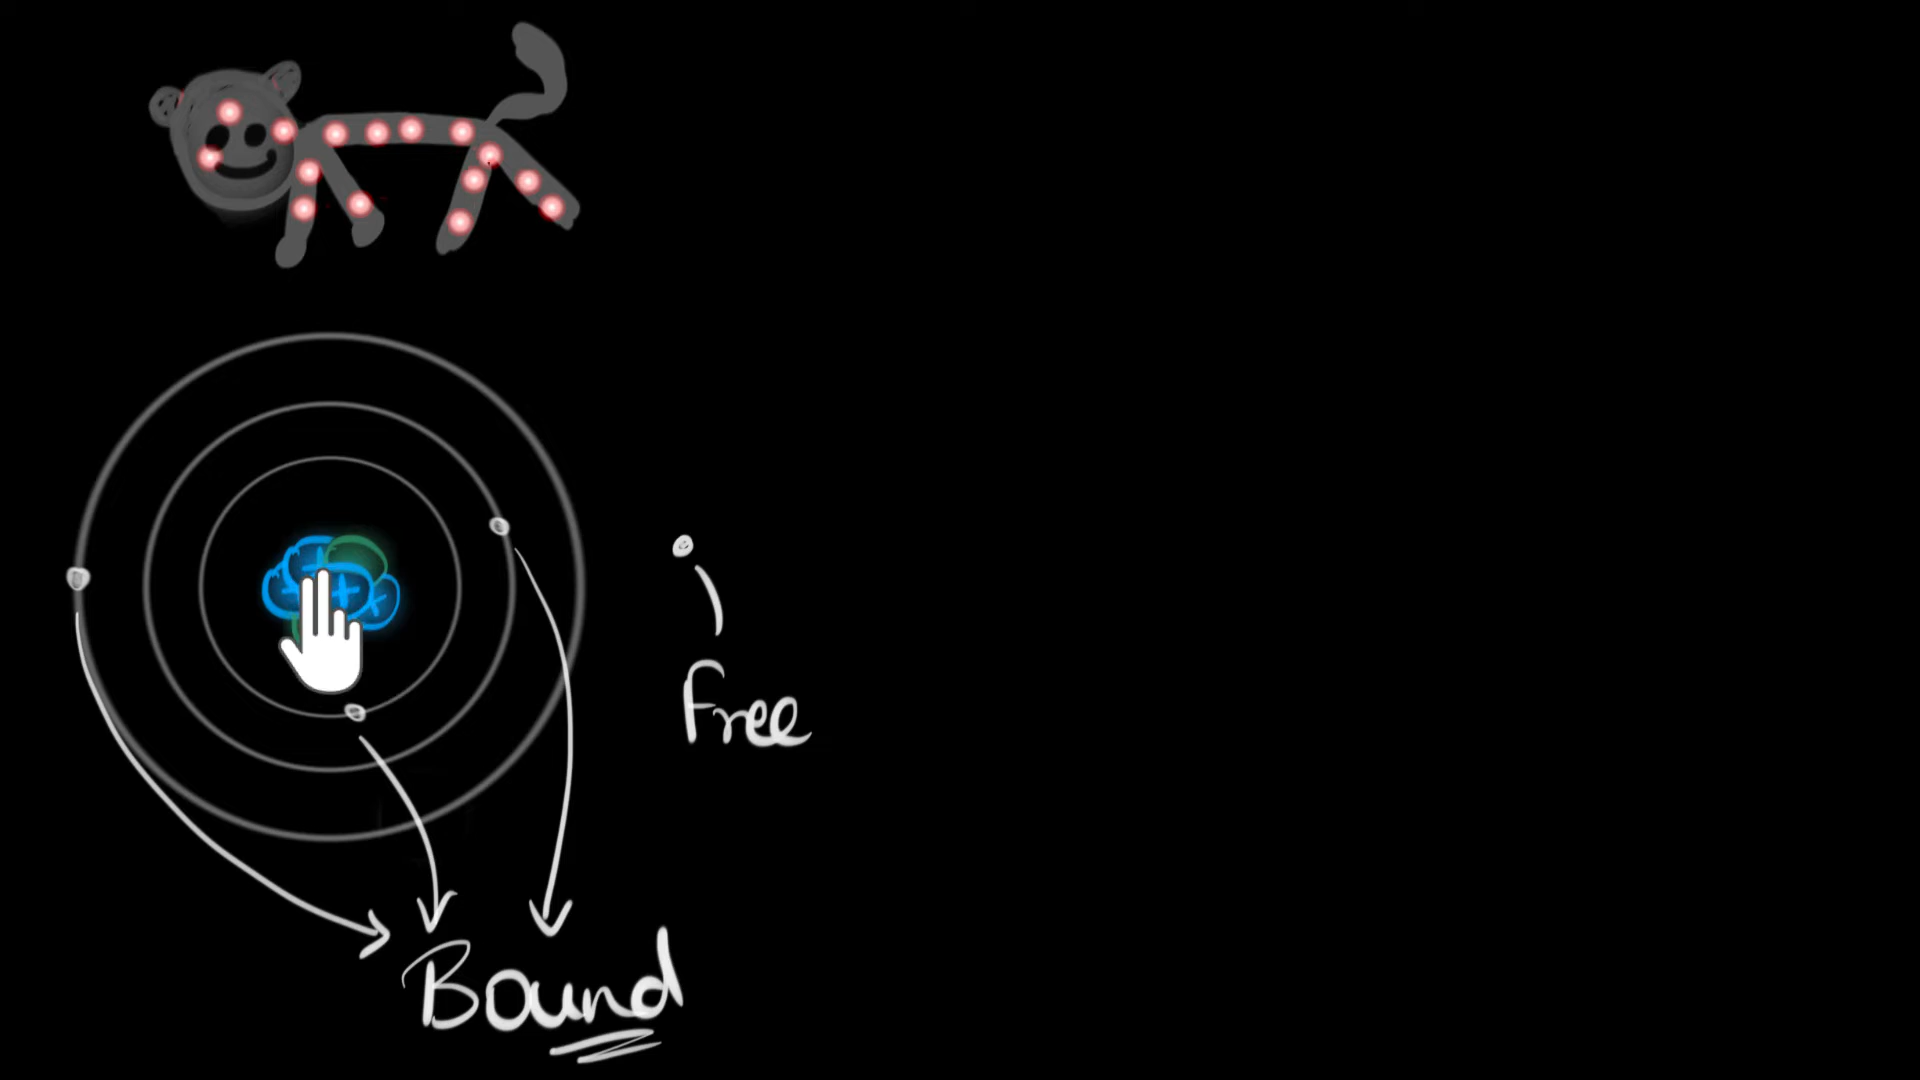 + + + +
Free
Bound